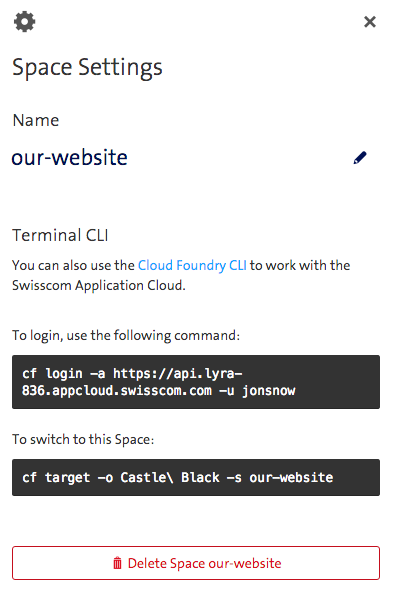 Space Settings
Name
our-website
Terminal CLI
You can also use the Cloud Foundry CLI to work with the
Swisscom Application Cloud.
To login, use the following command:
cf login -a https://api.lyra-
836.appcloud.swisscom.com -u jonsnow
To switch to this Space:
cf target -o Castle\ Black -s our-website
Delete Space our-website